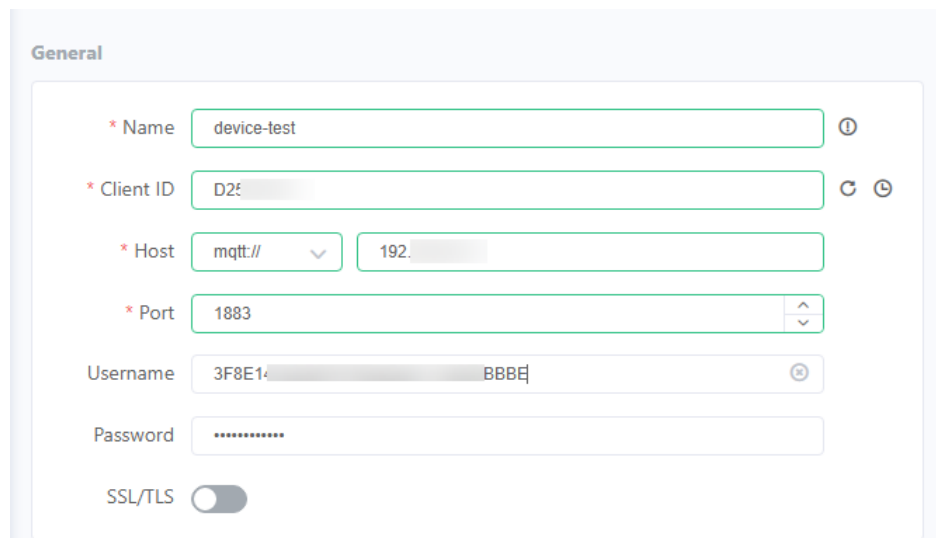 General
* Name device-test
* Client ID D25
* Host mqtt:// 192.
* Port 1883
Username 3F8E14 BBBE
Password ••••••••••••
SSL/TLS